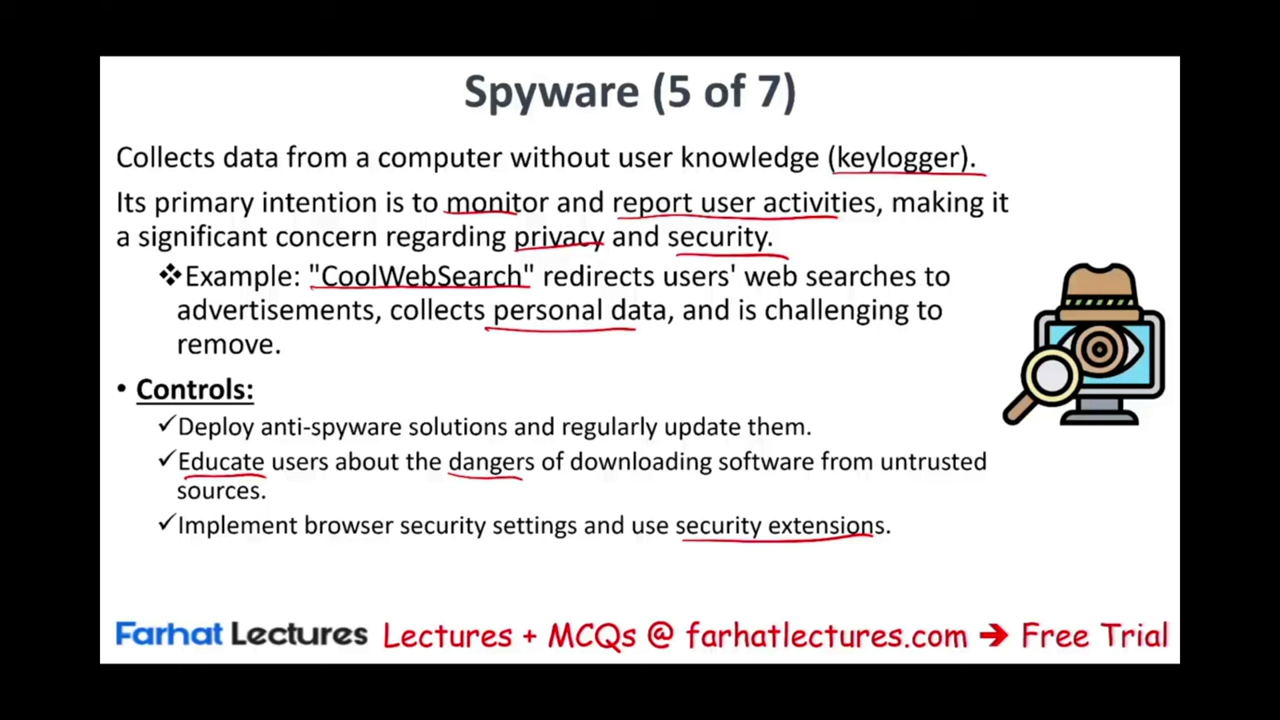 Spyware (5 of 7)
Collects data from a computer without user knowledge (keylogger).
Its primary intention is to monitor and report user activities, making it
a significant concern regarding privacy and security.
❖Example: "CoolWebSearch" redirects users' web searches to
advertisements, collects personal data, and is challenging to
remove.
• Controls:
✓Deploy anti-spyware solutions and regularly update them.
✓Educate users about the dangers of downloading software from untrusted
sources.
✓Implement browser security settings and use security extensions.
Farhat Lectures Lectures + MCQs @ farhatlectures.com ➔ Free Trial